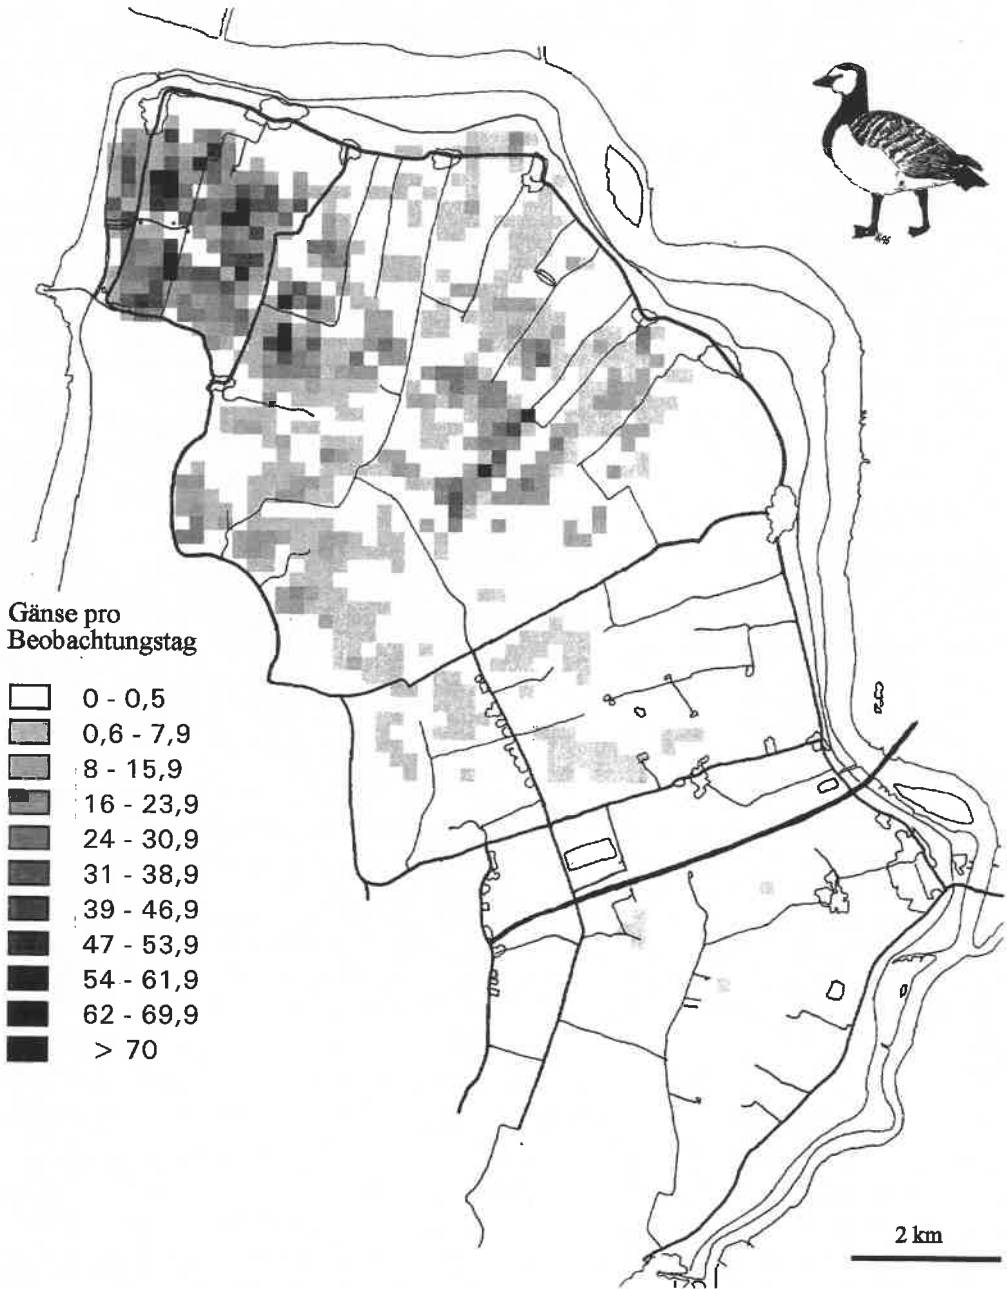 Gänse pro
Beobachtungstag
0 - 0,5
0,6 - 7,9
8 - 15,9
16 - 23,9
24 - 30,9
31 - 38,9
39 - 46,9
47 - 53,9
54 - 61,9
62 - 69,9
> 70
2 km